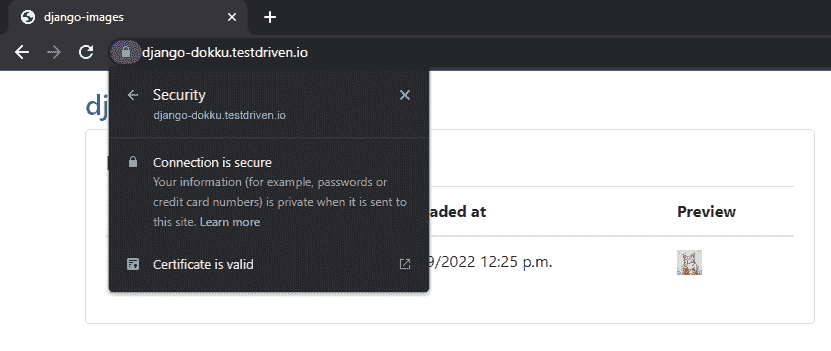 django-images
django-dokku.testdriven.io
dj
Security
django-dokku.testdriven.io
Connection is secure
Your information (for example, passwords or
credit card numbers) is private when it is sent to
this site. Learn more
aded at
Preview
Certificate is valid
9/2022 12:25 p.m.